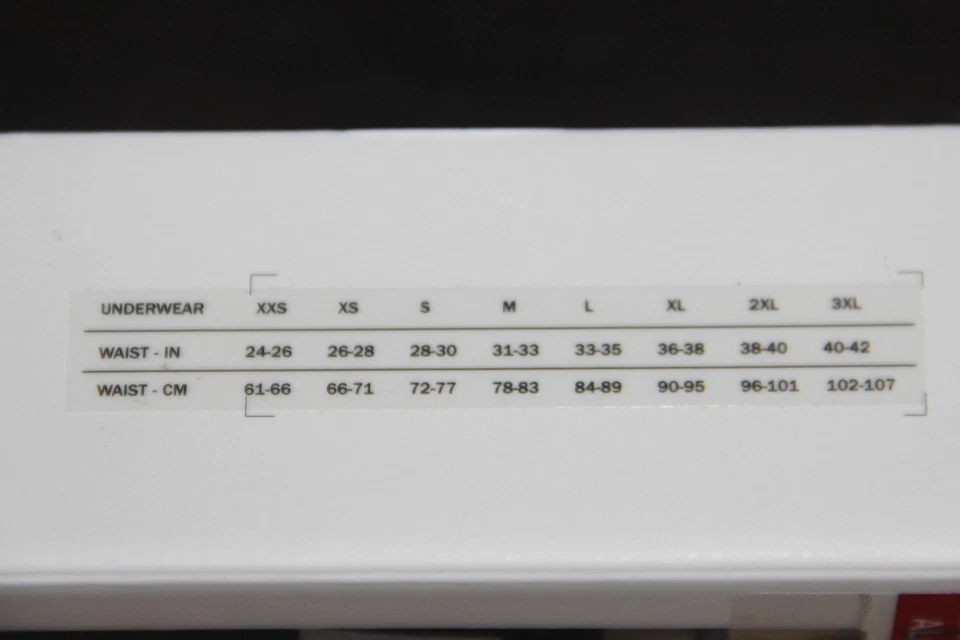 UNDERWEAR XXS XS S M L XL 2XL 3XL
WAIST - IN 24-26 26-28 28-30 31-33 33-35 36-38 38-40 40-42
WAIST - CM 61-66 66-71 72-77 78-83 84-89 90-95 96-101 102-107
A